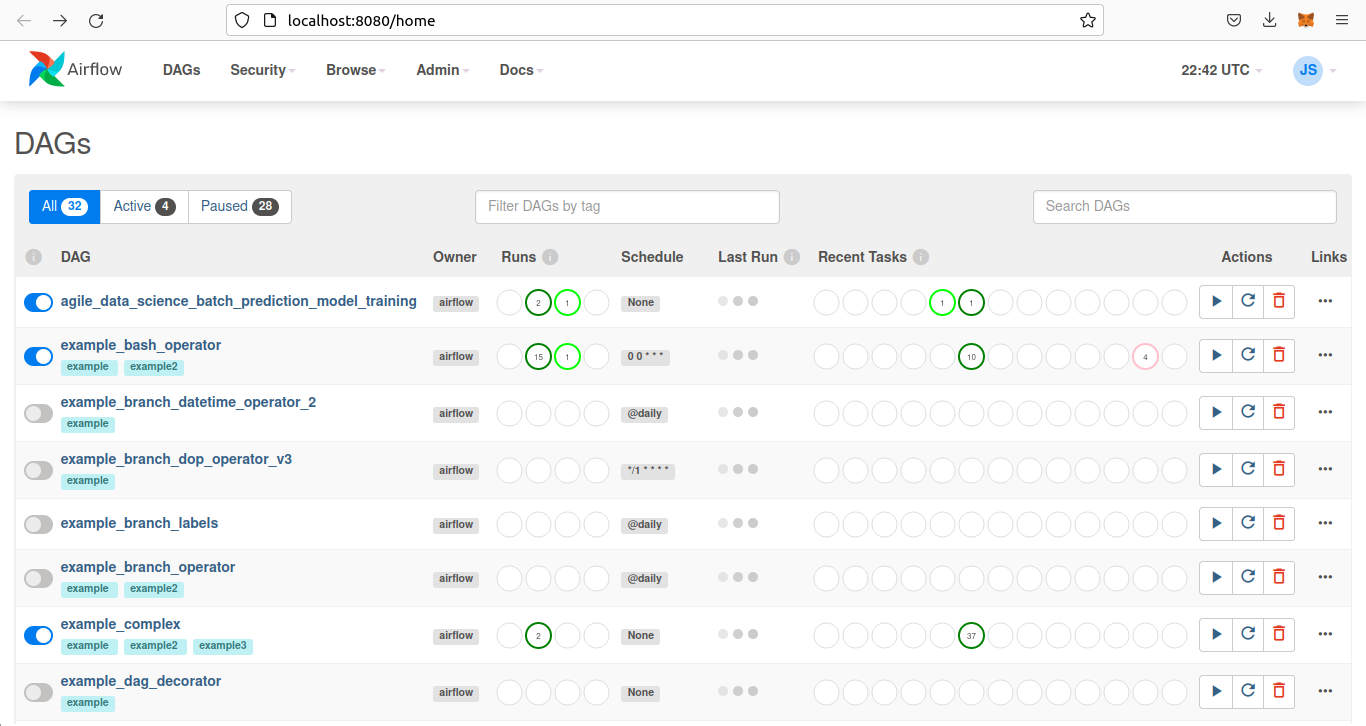 localhost:8080/home
Airflow DAGs Security Browse Admin Docs 22:42 UTC JS
DAGs
All 32 Active 4 Paused 28 Filter DAGs by tag Search DAGs
i DAG Owner Runs i Schedule Last Run i Recent Tasks i Actions Links
agile_data_science_batch_prediction_model_training airflow 2 1 None 1 1
example_bash_operator airflow 15 1 0 0 * * * 10 4
example example2
example_branch_datetime_operator_2 airflow @daily
example
example_branch_dop_operator_v3 airflow */1 * * * *
example
example_branch_labels airflow @daily
example_branch_operator airflow @daily
example example2
example_complex airflow 2 None 37
example example2 example3
example_dag_decorator airflow None
example